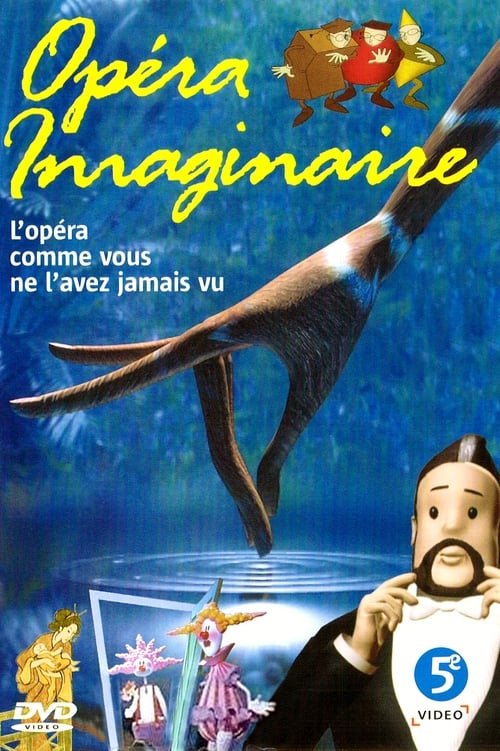 Opéra
Imaginaire
L'opéra
comme vous
ne l'avez jamais vu
5e
VIDEO
DVD
VIDEO